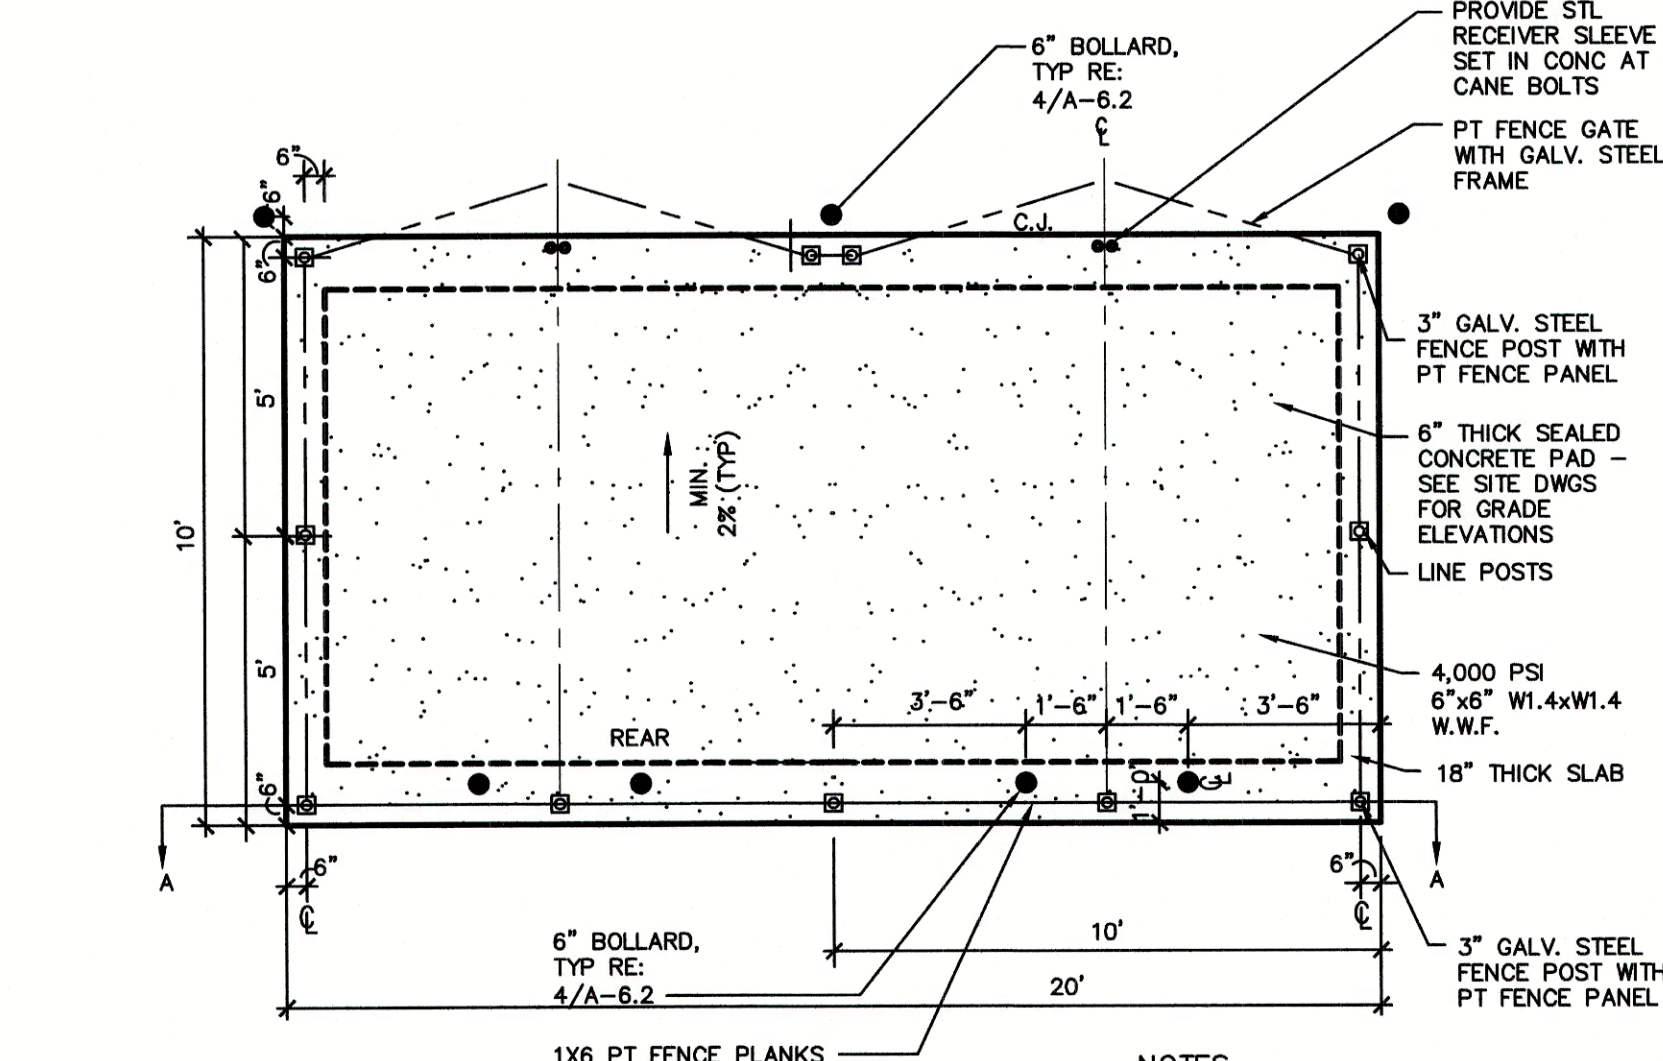 PROVIDE STL
RECEIVER SLEEVE
SET IN CONC AT
CANE BOLTS
6" BOLLARD,
TYP RE:
4/A-6.2
℄
PT FENCE GATE
WITH GALV. STEEL
FRAME
6"
6"
6"
C.J.
3" GALV. STEEL
FENCE POST WITH
PT FENCE PANEL
5'
10'
MIN.
2% (TYP)
6" THICK SEALED
CONCRETE PAD –
SEE SITE DWGS
FOR GRADE
ELEVATIONS
LINE POSTS
5'
4,000 PSI
6"x6" W1.4xW1.4
W.W.F.
3'-6"
1'-6"
1'-6"
3'-6"
REAR
18" THICK SLAB
6"
1'-0"
℄
A
6"
6"
A
℄
℄
10'
6" BOLLARD,
TYP RE:
4/A-6.2
20'
3" GALV. STEEL
FENCE POST WITH
PT FENCE PANEL
1X6 PT FENCE PLANKS
NOTES